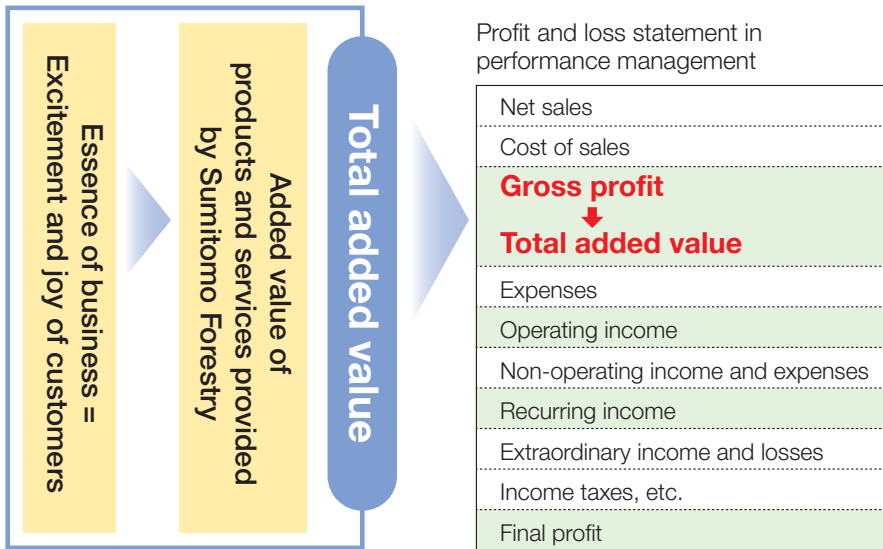 Essence of business =
Excitement and joy of customers
Added value of
products and services provided
by Sumitomo Forestry
Total added value
Profit and loss statement in
performance management
Net sales
Cost of sales
Gross profit
Total added value
Expenses
Operating income
Non-operating income and expenses
Recurring income
Extraordinary income and losses
Income taxes, etc.
Final profit